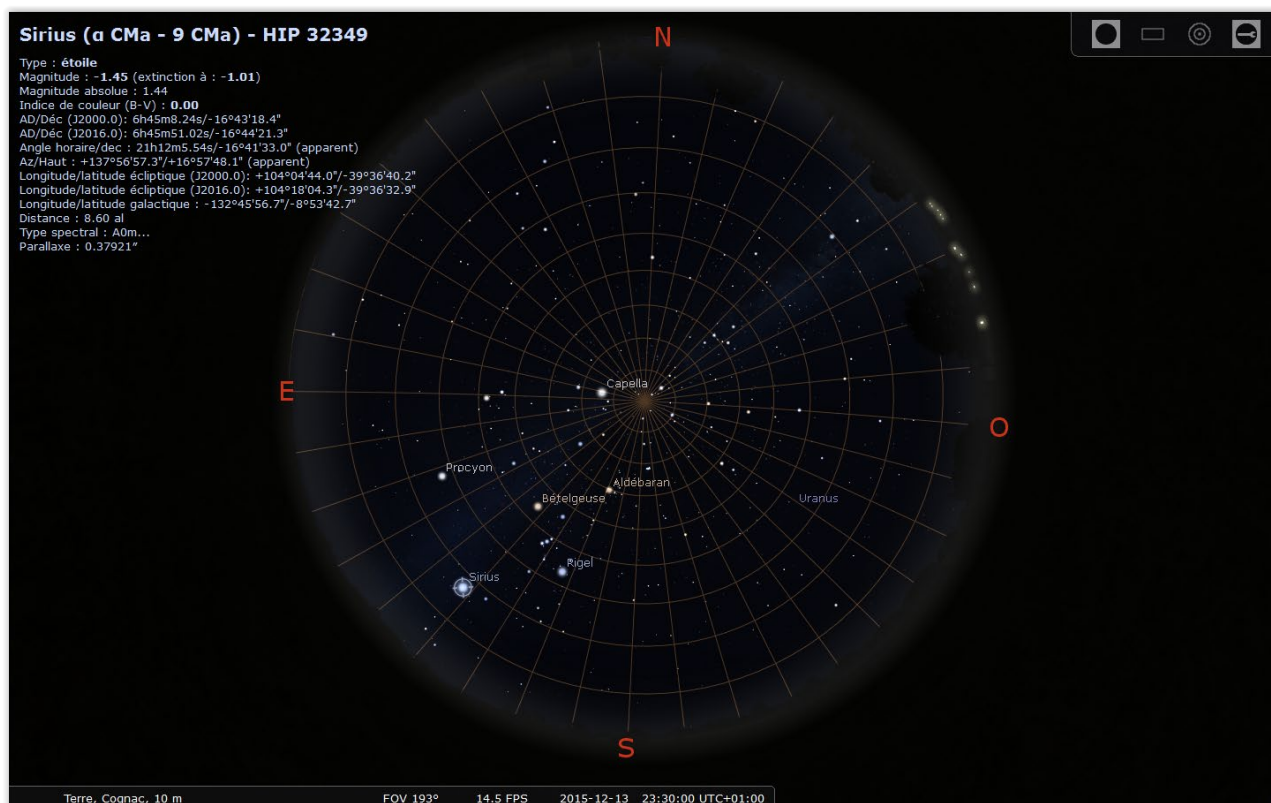 Sirius (α CMa - 9 CMa) - HIP 32349
Type : étoile
Magnitude : -1.45 (extinction à : -1.01)
Magnitude absolue : 1.44
Indice de couleur (B-V) : 0.00
AD/Déc (J2000.0): 6h45m8.24s/-16°43'18.4"
AD/Déc (J2016.0): 6h45m51.02s/-16°44'21.3"
Angle horaire/dec : 21h12m5.54s/-16°41'33.0" (apparent)
Az/Haut : +137°56'57.3"/+16°57'48.1" (apparent)
Longitude/latitude écliptique (J2000.0): +104°04'44.0"/-39°36'40.2"
Longitude/latitude écliptique (J2016.0): +104°18'04.3"/-39°36'32.9"
Longitude/latitude galactique : -132°45'56.7"/-8°53'42.7"
Distance : 8.60 al
Type spectral : A0m...
Parallaxe : 0.37921"
N
E
Capella
O
Procyon
Aldébaran
Bételgeuse
Uranus
Rigel
Sirius
S
Terre, Cognac, 10 m FOV 193° 14.5 FPS 2015-12-13 23:30:00 UTC+01:00